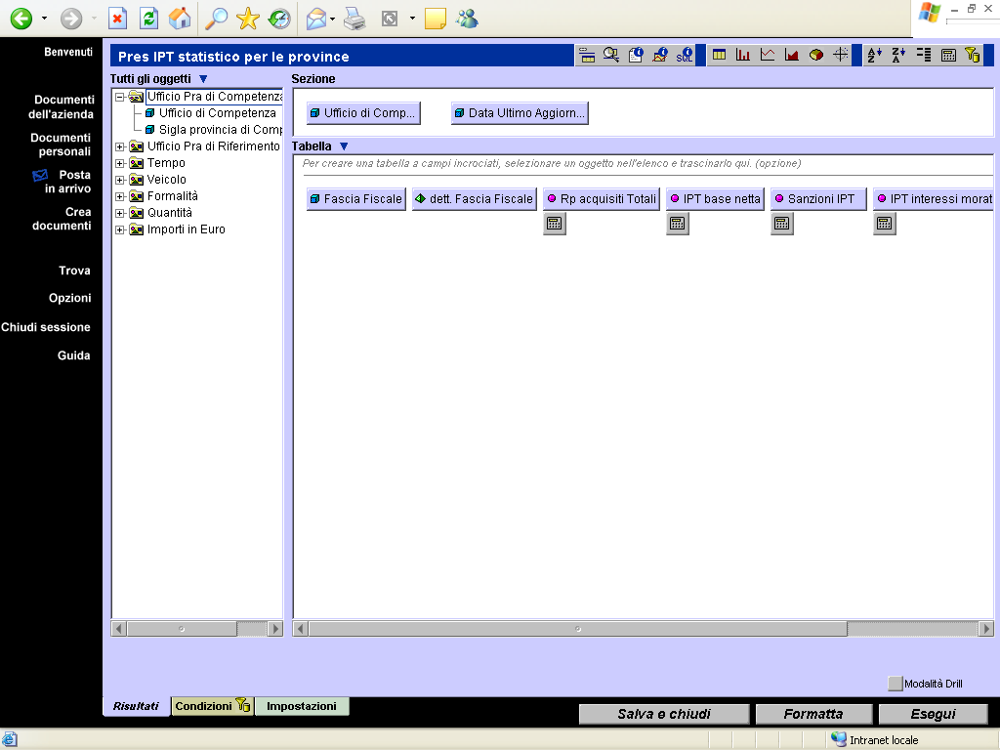 Benvenuti
Documenti
dell'azienda
Documenti
personali
Posta
in arrivo
Crea
documenti
Trova
Opzioni
Chiudi sessione
Guida
Pres IPT statistico per le province
SQL
Tutti gli oggetti
Ufficio Pra di Competenza
Ufficio di Competenza
Sigla provincia di Comp
Ufficio Pra di Riferimento
Tempo
Veicolo
Formalità
Quantità
Importi in Euro
Sezione
Ufficio di Comp...
Data Ultimo Aggiorn...
Tabella
Per creare una tabella a campi incrociati, selezionare un oggetto nell'elenco e trascinarlo qui. (opzione)
Fascia Fiscale
dett. Fascia Fiscale
Rp acquisiti Totali
IPT base netta
Sanzioni IPT
IPT interessi morat
Modalità Drill
Risultati
Condizioni
Impostazioni
Salva e chiudi
Formatta
Esegui
Intranet locale